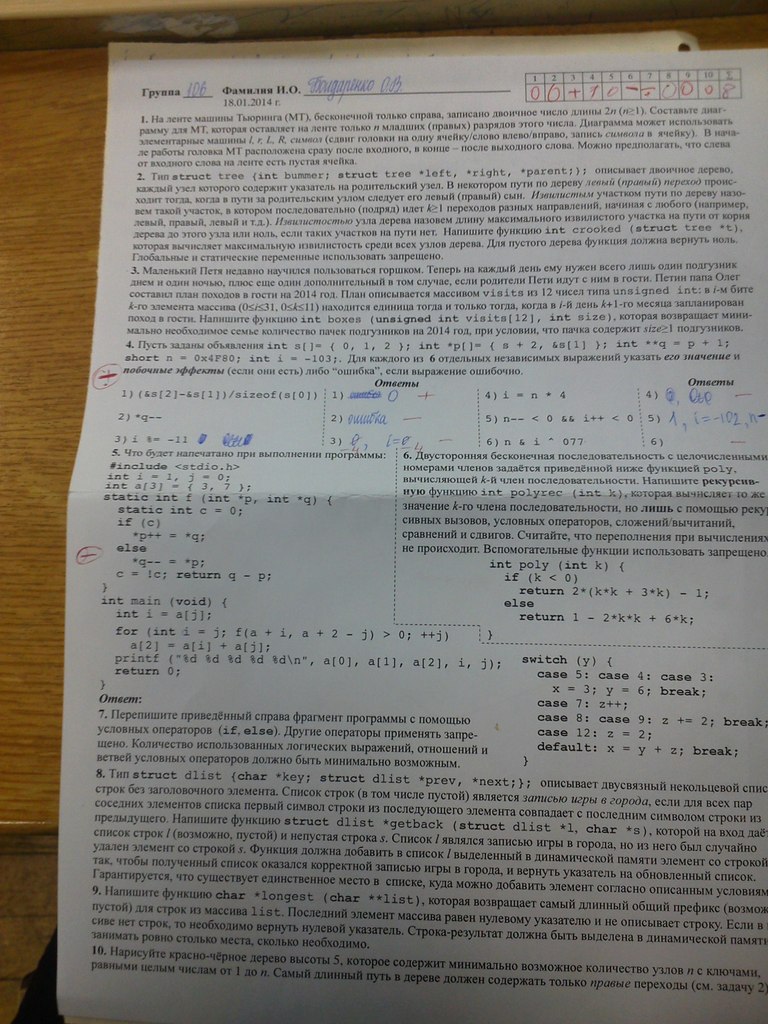 Группа 106 Фамилия И.О. Бондаренко О.В.
18.01.2014 г.
1 2 3 4 5 6 7 8 9 10 Σ
1. На ленте машины Тьюринга (МТ), бесконечной только справа, записано двоичное число длины 2n (n≥1). Составьте диаг-
рамму для МТ, которая оставляет на ленте только n младших (правых) разрядов этого числа. Диаграмма может использовать
элементарные машины l, r, L, R, символ (сдвиг головки на одну ячейку/слово влево/вправо, запись символа в ячейку). В нача-
ле работы головка МТ расположена сразу после входного, в конце – после выходного слова. Можно предполагать, что слева
от входного слова на ленте есть пустая ячейка.
2. Тип struct tree {int bummer; struct tree *left, *right, *parent;}; описывает двоичное дерево,
каждый узел которого содержит указатель на родительский узел. В некотором пути по дереву левый (правый) переход проис-
ходит тогда, когда в пути за родительским узлом следует его левый (правый) сын. Извилистым участком пути по дереву назо-
вем такой участок, в котором последовательно (подряд) идет k≥1 переходов разных направлений, начиная с любого (например,
левый, правый, левый и т.д.). Извилистостью узла дерева назовем длину максимального извилистого участка на пути от корня
дерева до этого узла или ноль, если таких участков на пути нет. Напишите функцию int crooked (struct tree *t),
которая вычисляет максимальную извилистость среди всех узлов дерева. Для пустого дерева функция должна вернуть ноль.
Глобальные и статические переменные использовать запрещено.
3. Маленький Петя недавно научился пользоваться горшком. Теперь на каждый день ему нужен всего лишь один подгузник
днем и один ночью, плюс еще один дополнительный в том случае, если родители Пети идут с ним в гости. Петин папа Олег
составил план походов в гости на 2014 год. План описывается массивом visits из 12 чисел типа unsigned int: в i-м бите
k-го элемента массива (0≤i≤31, 0≤k≤11) находится единица тогда и только тогда, когда в i-й день k+1-го месяца запланирован
поход в гости. Напишите функцию int boxes (unsigned int visits[12], int size), которая возвращает мини-
мально необходимое семье количество пачек подгузников на 2014 год, при условии, что пачка содержит size≥1 подгузников.
4. Пусть заданы объявления int s[]= { 0, 1, 2 }; int *p[]= { s + 2, &s[1] }; int **q = p + 1;
short n = 0x4F80; int i = -103;. Для каждого из 6 отдельных независимых выражений указать его значение и
побочные эффекты (если они есть) либо “ошибка”, если выражение ошибочно.
Ответы Ответы
1) (&s[2]-&s[1])/sizeof(s[0]) 1) 0 + 4) i = n * 4 4) —
2) *q-- 2) ошибка — 5) n-- < 0 && i++ < 0 5) 1, i=-102, n- —
3) i %= -11 3) —4, i=—4 — 6) n & i ^ 077 6) —
5. Что будет напечатано при выполнении программы:
#include <stdio.h>
int i = 1, j = 0;
int a[3] = { 3, 7 };
static int f (int *p, int *q) {
static int c = 0;
if (c)
*p++ = *q;
else
*q-- = *p;
c = !c; return q - p;
}
int main (void) {
int i = a[j];
for (int i = j; f(a + i, a + 2 - j) > 0; ++j)
a[2] = a[i] + a[j];
printf ("%d %d %d %d %d\n", a[0], a[1], a[2], i, j);
return 0;
}
Ответ:
6. Двусторонняя бесконечная последовательность с целочисленными
номерами членов задаётся приведённой ниже функцией poly,
вычисляющей k-й член последовательности. Напишите рекурсив-
ную функцию int polyrec (int k), которая вычисляет то же
значение k-го члена последовательности, но лишь с помощью рекур
сивных вызовов, условных операторов, сложений/вычитаний,
сравнений и сдвигов. Считайте, что переполнения при вычислениях
не происходит. Вспомогательные функции использовать запрещено.
int poly (int k) {
if (k < 0)
return 2*(k*k + 3*k) - 1;
else
return 1 - 2*k*k + 6*k;
}
7. Перепишите приведённый справа фрагмент программы с помощью
условных операторов (if, else). Другие операторы применять запре-
щено. Количество использованных логических выражений, отношений и
ветвей условных операторов должно быть минимально возможным.
switch (y) {
case 5: case 4: case 3:
x = 3; y = 6; break;
case 7: z++;
case 8: case 9: z += 2; break;
case 12: z = 2;
default: x = y + z; break;
}
8. Тип struct dlist {char *key; struct dlist *prev, *next;}; описывает двусвязный некольцевой спис
строк без заголовочного элемента. Список строк (в том числе пустой) является записью игры в города, если для всех пар
соседних элементов списка первый символ строки из последующего элемента совпадает с последним символом строки из
предыдущего. Напишите функцию struct dlist *getback (struct dlist *l, char *s), которой на вход даё
список строк l (возможно, пустой) и непустая строка s. Список l являлся записью игры в города, но из него был случайно
удален элемент со строкой s. Функция должна добавить в список l выделенный в динамической памяти элемент со строкой
так, чтобы полученный список оказался корректной записью игры в города, и вернуть указатель на обновленный список.
Гарантируется, что существует единственное место в списке, куда можно добавить элемент согласно описанным условиям
9. Напишите функцию char *longest (char **list), которая возвращает самый длинный общий префикс (возмож
пустой) для строк из массива list. Последний элемент массива равен нулевому указателю и не описывает строку. Если в
сиве нет строк, то необходимо вернуть нулевой указатель. Строка-результат должна быть выделена в динамической памяти
занимать ровно столько места, сколько необходимо.
10. Нарисуйте красно-чёрное дерево высоты 5, которое содержит минимально возможное количество узлов n с ключами,
равными целым числам от 1 до n. Самый длинный путь в дереве должен содержать только правые переходы (см. задачу 2)